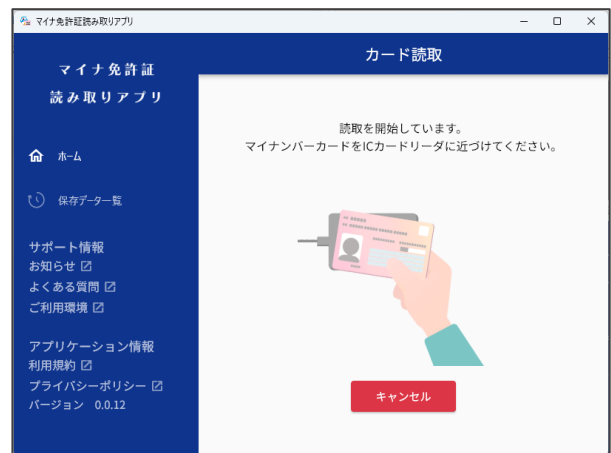 マイナ免許証読み取りアプリ
マイナ免許証
読み取りアプリ
ホーム
保存データ一覧
サポート情報
お知らせ
よくある質問
ご利用環境
アプリケーション情報
利用規約
プライバシーポリシー
バージョン 0.0.12
カード読取
読取を開始しています。
マイナンバーカードをICカードリーダに近づけてください。
キャンセル